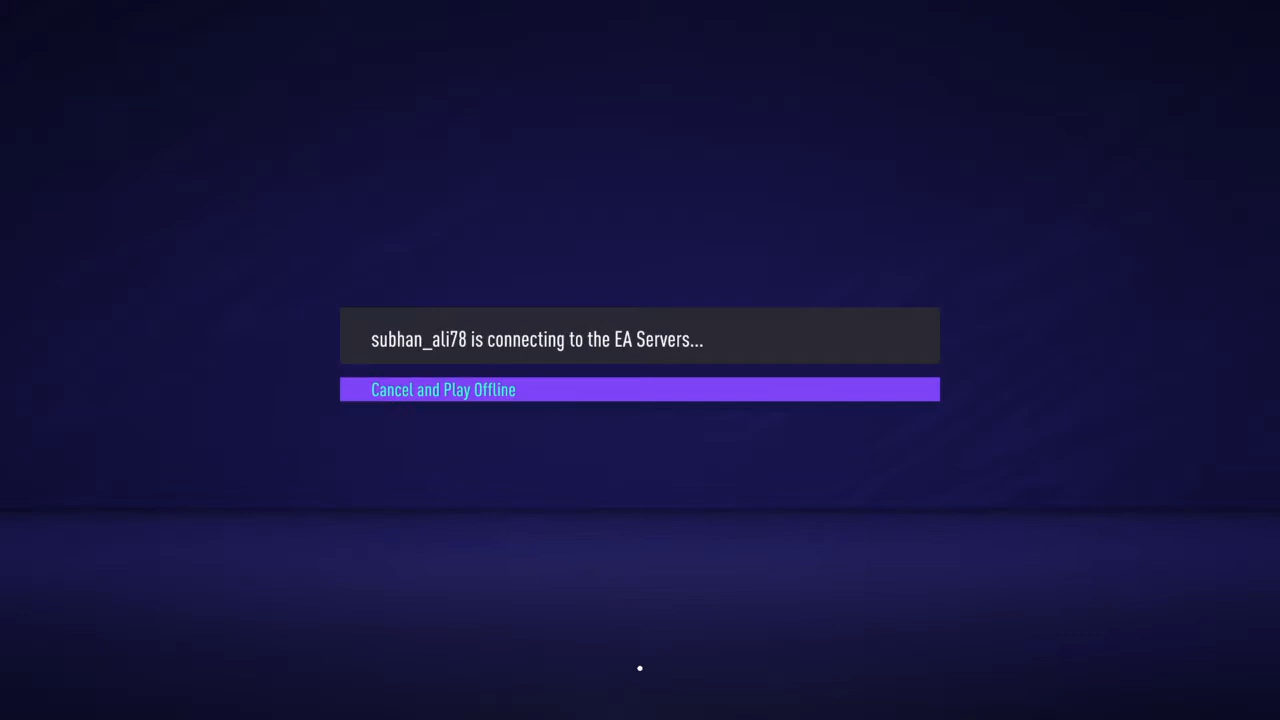 subhan_ali78 is connecting to the EA Servers...
Cancel and Play Offline